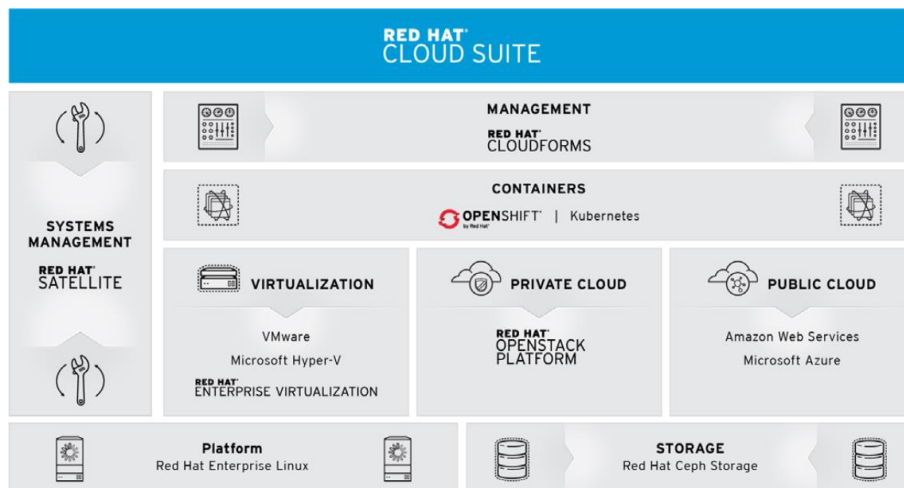 RED HAT®
CLOUD SUITE
MANAGEMENT
RED HAT®
CLOUDFORMS
CONTAINERS
OPENSHIFT® | Kubernetes
by Red Hat®
SYSTEMS
MANAGEMENT
RED HAT®
SATELLITE
VIRTUALIZATION
VMware
Microsoft Hyper-V
RED HAT®
ENTERPRISE VIRTUALIZATION
PRIVATE CLOUD
RED HAT®
OPENSTACK
PLATFORM
PUBLIC CLOUD
Amazon Web Services
Microsoft Azure
Platform
Red Hat Enterprise Linux
STORAGE
Red Hat Ceph Storage